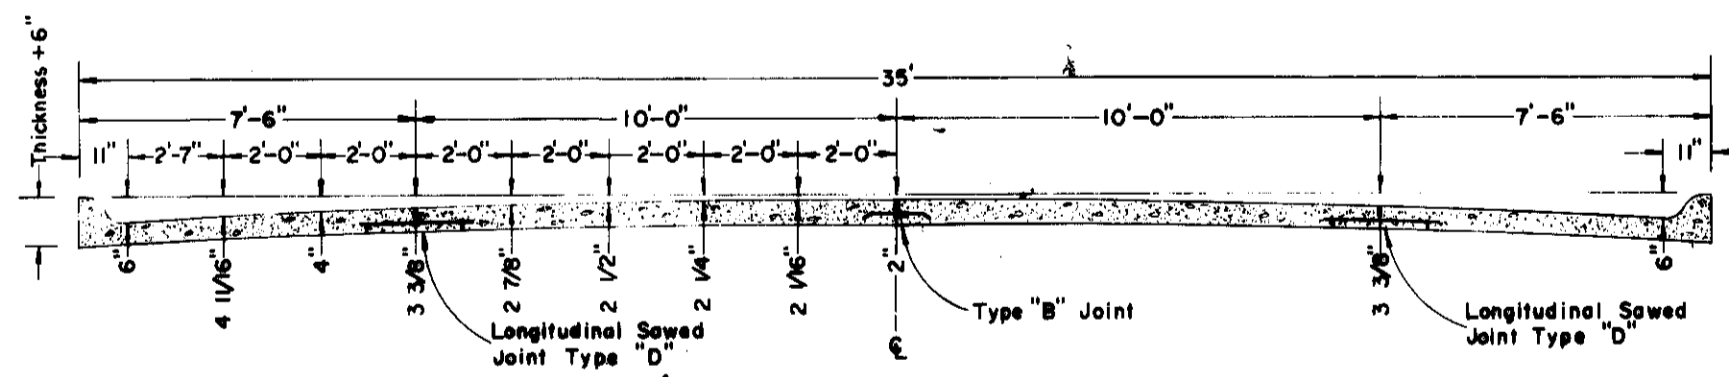 Thickness +6"
35'
7'-6" 10'-0" 10'-0" 7'-6"
11" 2'-7" 2'-0" 2'-0" 2'-0" 2'-0" 2'-0" 2'-0" 2'-0" 11"
6" 4 11/16" 4" 3 3/8" 2 7/8" 2 1/2" 2 1/4" 2 1/16" 2" 3 3/8" 6"
Longitudinal Sawed
Joint Type "D"
Type "B" Joint
℄
Longitudinal Sawed
Joint Type "D"